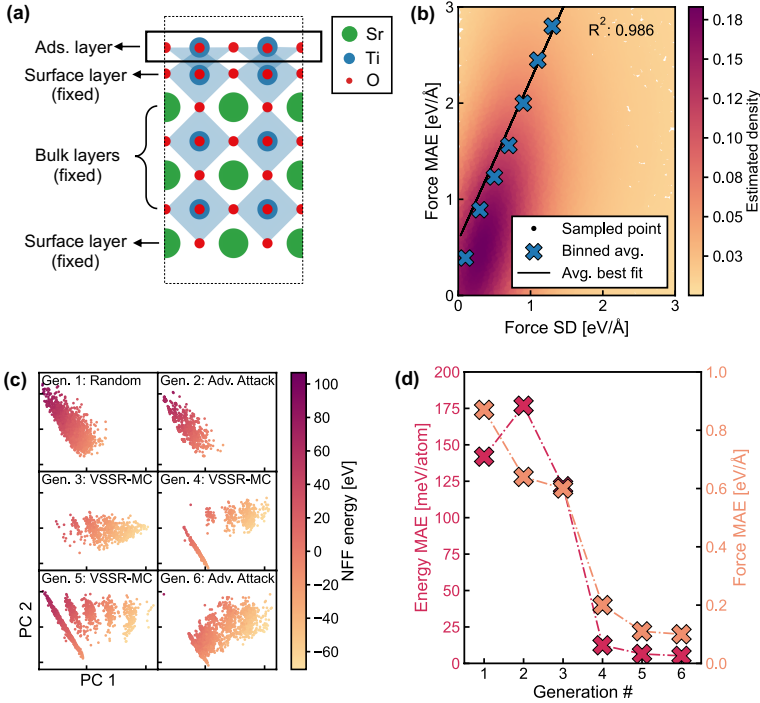 (a)
Ads. layer
Surface layer
(fixed)
Bulk layers
(fixed)
Surface layer
(fixed)
Sr
Ti
O
(b)
R²: 0.986
Force MAE [eV/Å]
3
2
1
0
0
1
2
3
Force SD [eV/Å]
Sampled point
Binned avg.
Avg. best fit
0.18
0.15
0.12
0.10
0.08
0.05
0.03
Estimated density
(c)
Gen. 1: Random
Gen. 2: Adv. Attack
Gen. 3: VSSR-MC
Gen. 4: VSSR-MC
Gen. 5: VSSR-MC
Gen. 6: Adv. Attack
PC 2
PC 1
100
80
60
40
20
0
−20
−40
−60
NFF energy [eV]
(d)
Energy MAE [meV/atom]
200
175
150
125
100
75
50
25
0
1
2
3
4
5
6
Generation #
1.0
0.8
0.6
0.4
0.2
0.0
Force MAE [eV/Å]